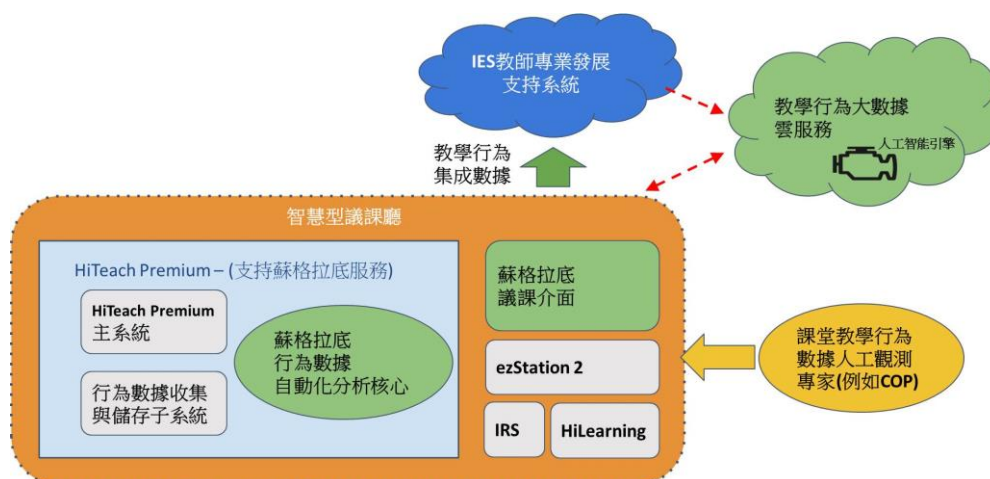 IES教師專業發展
支持系統
教學行為大數據
雲服務
人工智能引擎
教學行為
集成數據
智慧型議課廳
HiTeach Premium – (支持蘇格拉底服務)
HiTeach Premium
主系統
行為數據收集
與儲存子系統
蘇格拉底
行為數據
自動化分析核心
蘇格拉底
議課介面
ezStation 2
IRS
HiLearning
課堂教學行為
數據人工觀測
專家(例如COP)